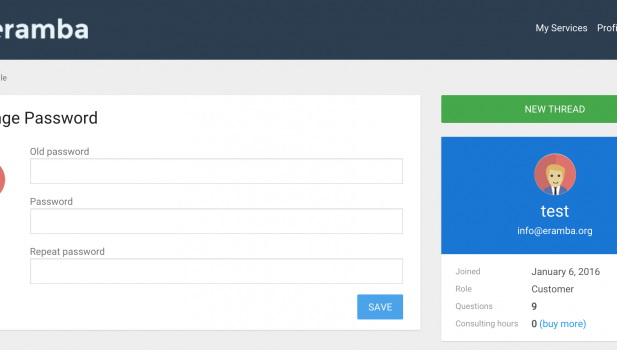 eramba
My Services Profi
le
ge Password
NEW THREAD
Old password
Password
Repeat password
SAVE
test
info@eramba.org
Joined January 6, 2016
Role Customer
Questions 9
Consulting hours 0 (buy more)